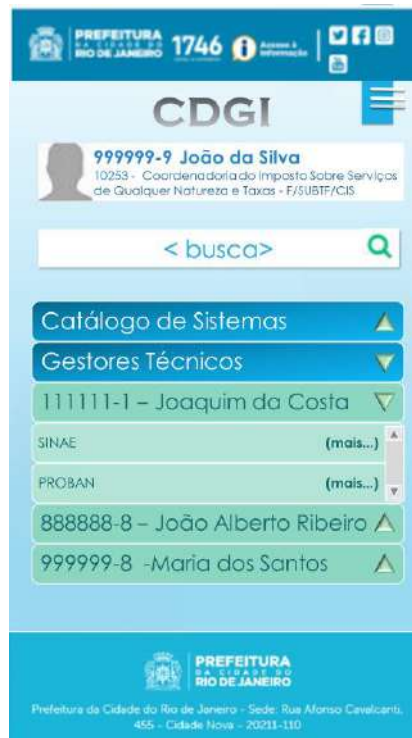 PREFEITURA
DA CIDADE DO
RIO DE JANEIRO
1746
Acesso à
Informação
CDGI
999999-9 João da Silva
10253 - Coordenadoria do Imposto Sobre Serviços
de Qualquer Natureza e Taxas - F/SUBTF/CIS
< busca>
Catálogo de Sistemas
Gestores Técnicos
111111-1 – Joaquim da Costa
SINAE (mais...)
PROBAN (mais...)
888888-8 – João Alberto Ribeiro
999999-8 -Maria dos Santos
PREFEITURA
DA CIDADE DO
RIO DE JANEIRO
Prefeitura da Cidade do Rio de Janeiro - Sede: Rua Afonso Cavalcanti,
455 - Cidade Nova - 20211-110